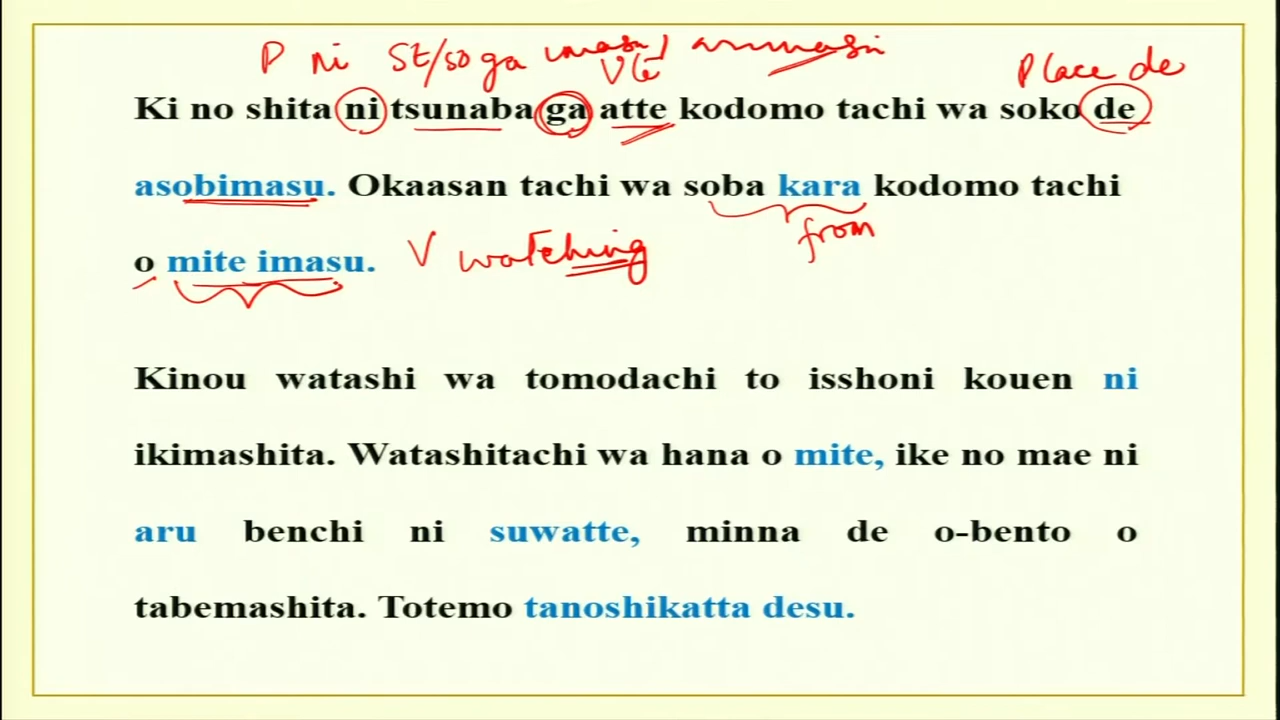 P ni St/so ga imasu / arimasu
Vte
Place de
Ki no shita ni tsunaba ga atte kodomo tachi wa soko de
asobimasu. Okaasan tachi wa soba kara kodomo tachi
from
o mite imasu. V watching
Kinou watashi wa tomodachi to isshoni kouen ni
ikimashita. Watashitachi wa hana o mite, ike no mae ni
aru benchi ni suwatte, minna de o-bento o
tabemashita. Totemo tanoshikatta desu.